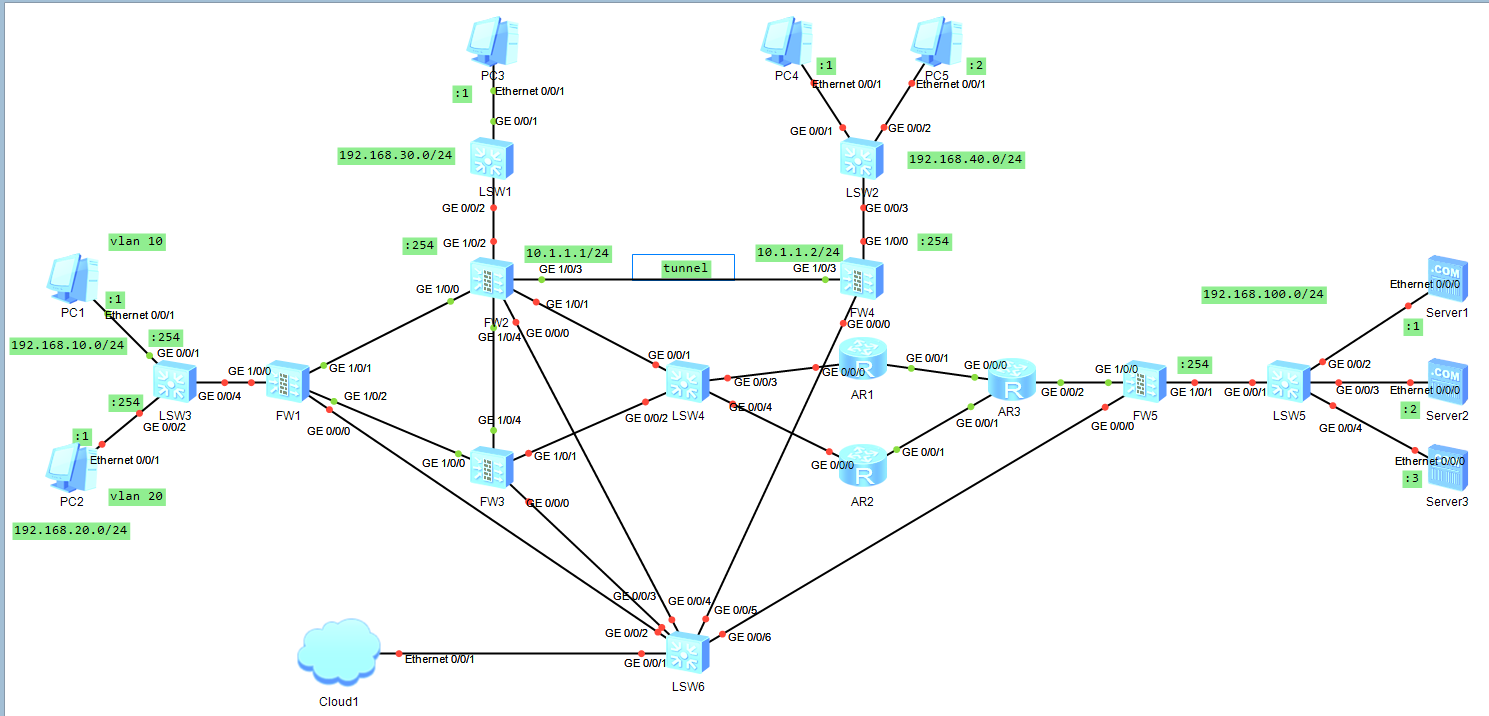 PC3
:1
Ethernet 0/0/1
GE 0/0/1
192.168.30.0/24
LSW1
GE 0/0/2
:254
GE 1/0/2
PC4
:1
Ethernet 0/0/1
PC5
:2
Ethernet 0/0/1
GE 0/0/1
GE 0/0/2
192.168.40.0/24
LSW2
GE 0/0/3
GE 1/0/0
:254
10.1.1.1/24
GE 1/0/3
tunnel
10.1.1.2/24
GE 1/0/3
vlan 10
PC1
:1
Ethernet 0/0/1
192.168.10.0/24
:254
GE 0/0/1
LSW3
GE 0/0/4
:254
GE 0/0/2
:1
Ethernet 0/0/1
PC2
vlan 20
192.168.20.0/24
GE 1/0/0
FW1
GE 1/0/1
GE 1/0/2
GE 0/0/0
GE 1/0/0
FW2
GE 1/0/1
GE 1/0/4
GE 0/0/0
GE 1/0/4
GE 1/0/0
GE 1/0/1
FW3
GE 0/0/0
GE 0/0/1
GE 0/0/3
GE 0/0/2
LSW4
GE 0/0/4
FW4
GE 0/0/0
GE 0/0/0
AR1
GE 0/0/1
GE 0/0/0
AR2
GE 0/0/1
GE 0/0/0
AR3
GE 0/0/1
GE 0/0/2
GE 1/0/0
FW5
GE 1/0/1
GE 0/0/0
:254
192.168.100.0/24
GE 0/0/1
LSW5
GE 0/0/2
GE 0/0/3
GE 0/0/4
Ethernet 0/0/0
Server1
:1
Ethernet 0/0/0
Server2
:2
Ethernet 0/0/0
Server3
:3
GE 0/0/3
GE 0/0/4
GE 0/0/5
GE 0/0/2
GE 0/0/6
GE 0/0/1
LSW6
Ethernet 0/0/1
Cloud1
.COM
.COM